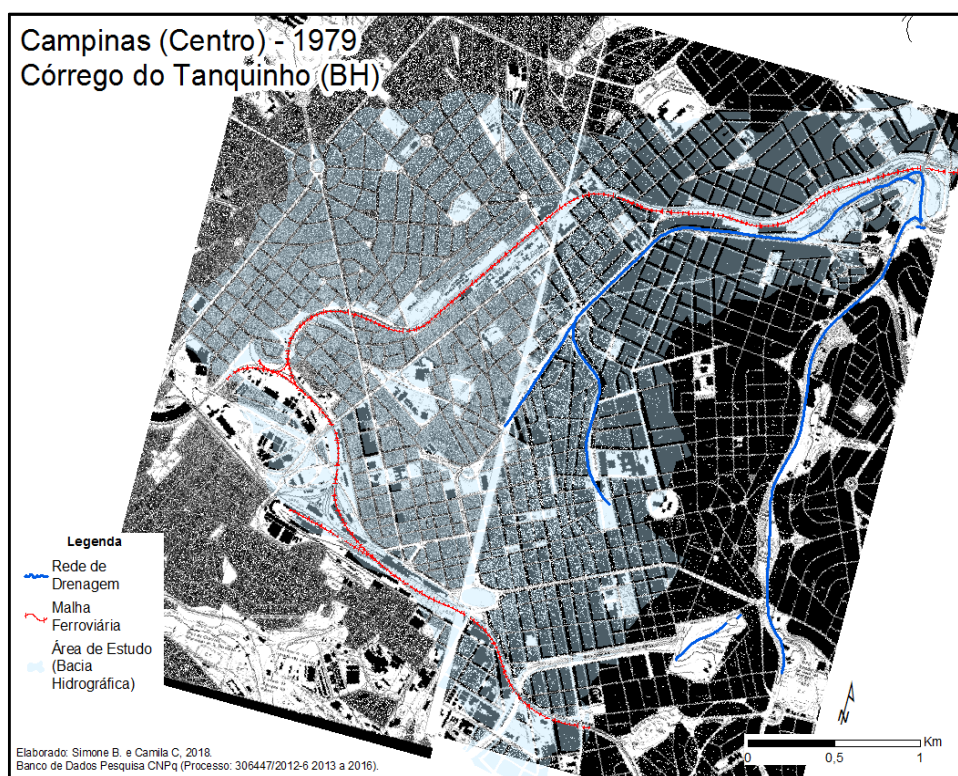 Campinas (Centro) - 1979
Córrego do Tanquinho (BH)
Legenda
Rede de
Drenagem
Malha
Ferroviária
Área de Estudo
(Bacia
Hidrográfica)
N
Km
0 0,5 1
Elaborado: Simone B. e Camila C, 2018.
Banco de Dados Pesquisa CNPq (Processo: 306447/2012-6 2013 a 2016).